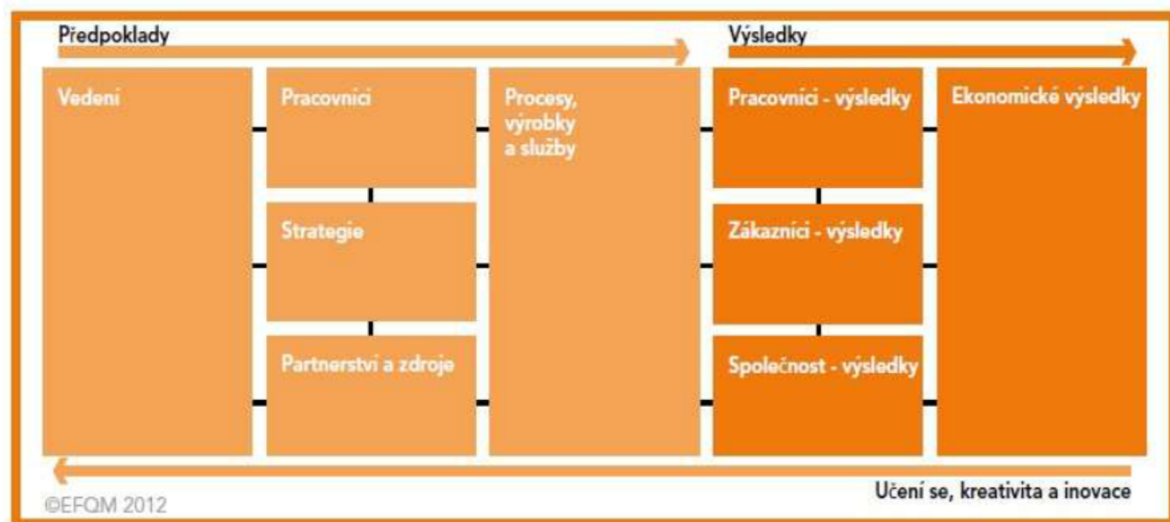 Předpoklady
Výsledky
Vedení
Pracovníci
Procesy,
výrobky
a služby
Pracovníci - výsledky
Ekonomické výsledky
Strategie
Zákazníci - výsledky
Partnerství a zdroje
Společnost - výsledky
Učení se, kreativita a inovace
©EFQM 2012